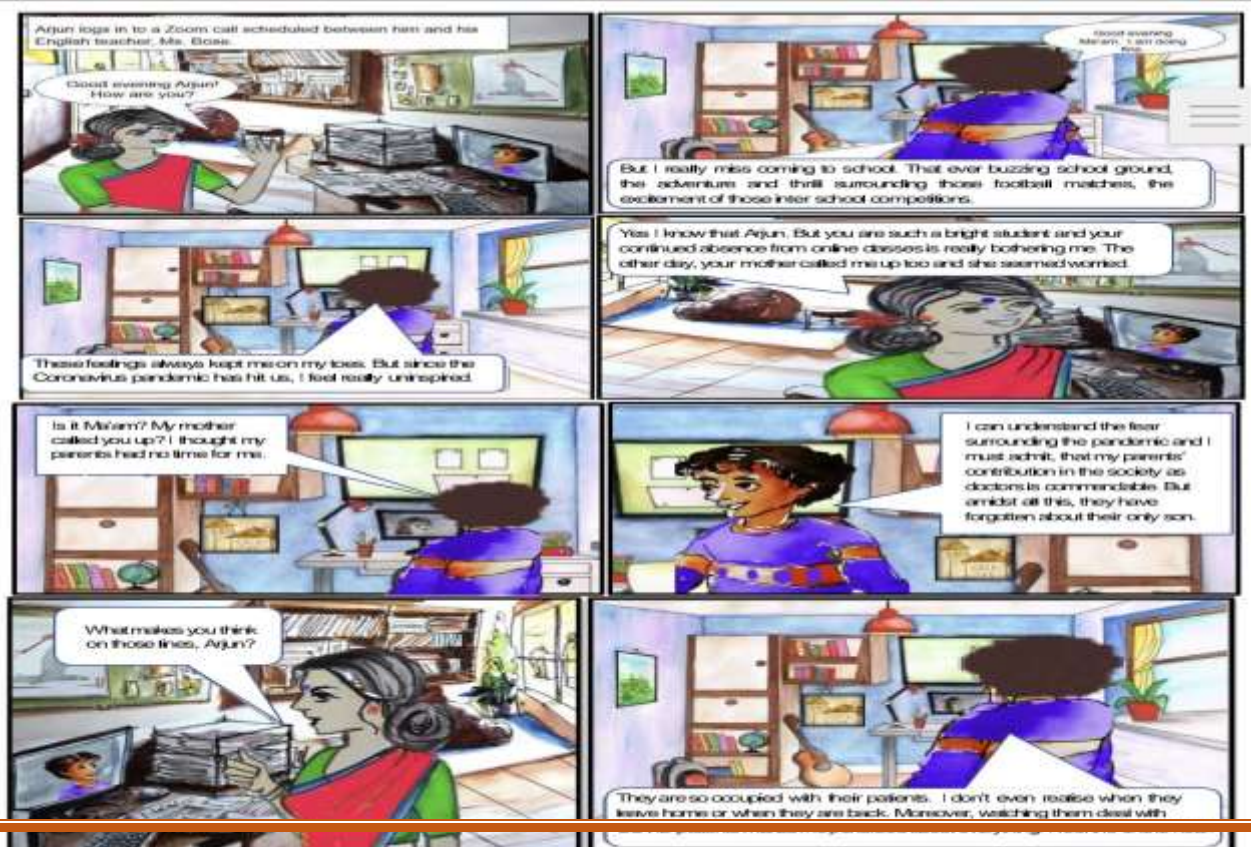 Arjun logs in to a Zoom call scheduled between him and his
English teacher, Ms. Bose.
Good evening Arjun!
How are you?
Good evening
Ma'am. I am doing
fine.
But I really miss coming to school. That ever buzzing school ground,
the adventure and thrill surrounding those football matches, the
excitement of those inter school competitions.
These feelings always kept me on my toes. But since the
Coronavirus pandemic has hit us, I feel really uninspired.
Yes I know that Arjun. But you are such a bright student and your
continued absence from online classes is really bothering me. The
other day, your mother called me up too and she seemed worried.
Is it Ma'am? My mother
called you up? I thought my
parents had no time for me.
I can understand the fear
surrounding the pandemic and I
must admit, that my parents'
contribution in the society as
doctors is commendable. But
amidst all this, they have
forgotten about their only son.
What makes you think
on those lines, Arjun?
They are so occupied with their patients. I don't even realise when they
leave home or when they are back. Moreover, watching them deal with